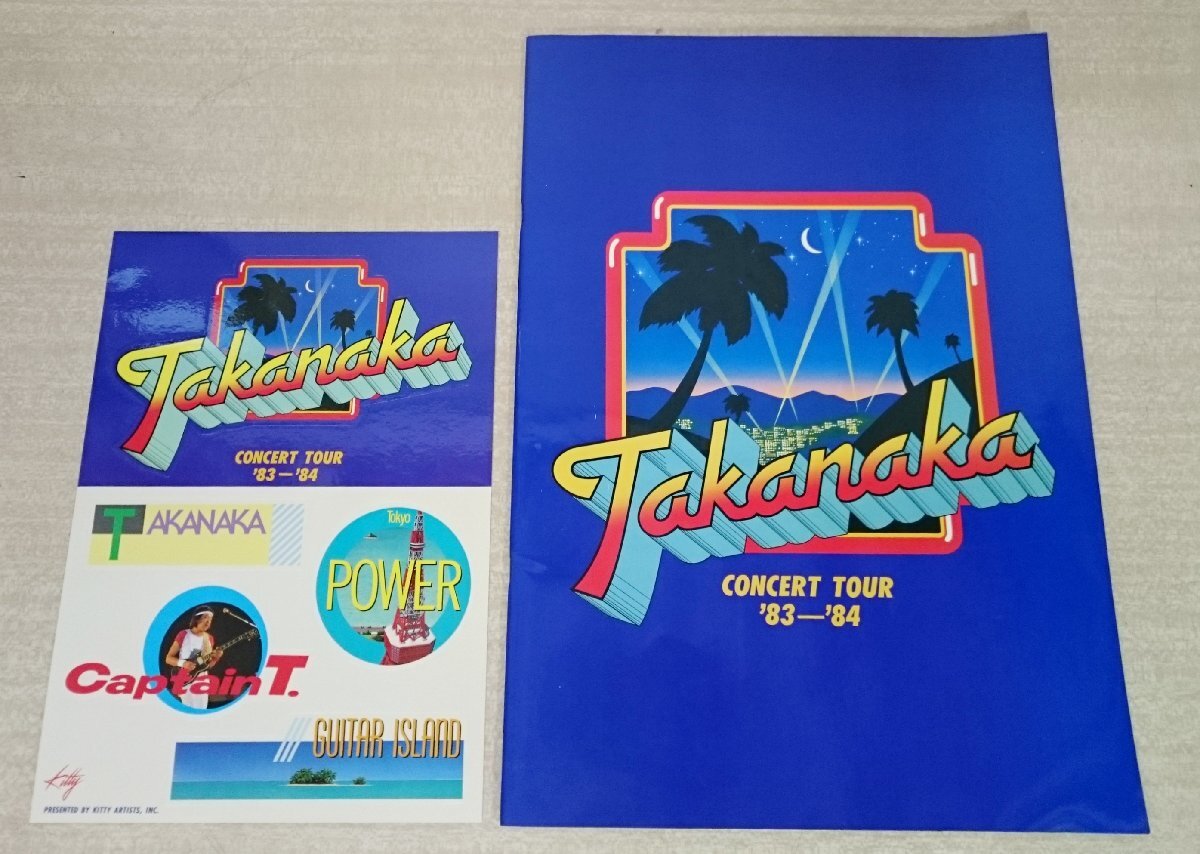 Takanaka
CONCERT TOUR
'83—'84
TAKANAKA
Tokyo
POWER
Captain T.
GUITAR ISLAND
Kitty
PRESENTED BY KITTY ARTISTS, INC.
Takanaka
CONCERT TOUR
'83—'84